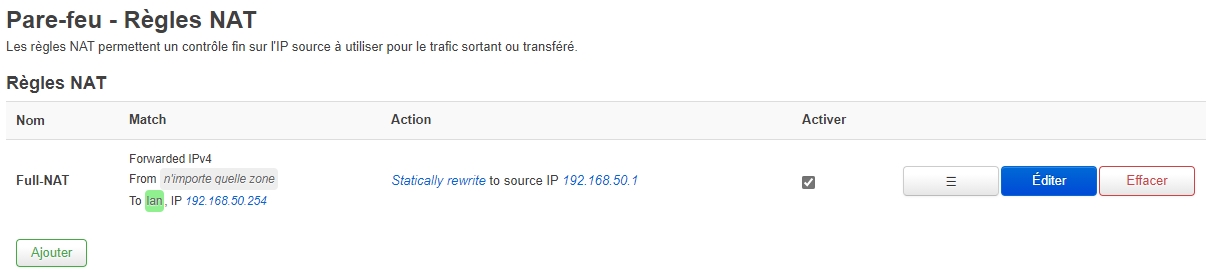 Pare-feu - Règles NAT
Les règles NAT permettent un contrôle fin sur l'IP source à utiliser pour le trafic sortant ou transféré.
Règles NAT
Nom Match Action Activer
Forwarded IPv4
From n'importe quelle zone
To lan, IP 192.168.50.254
Full-NAT
Statically rewrite to source IP 192.168.50.1
☰ Éditer Effacer
Ajouter